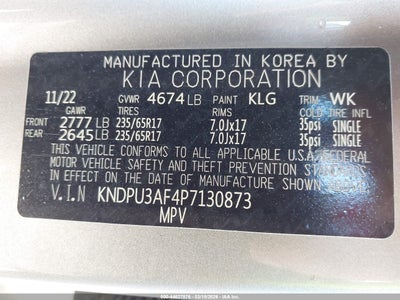 MANUFACTURED IN KOREA BY
KIA CORPORATION
11/22 GVWR 4674 LB PAINT KLG TRIM WK
GAWR TIRES RIMS COLD TIRE INFL
FRONT 2777 LB 235/65R17 7.0Jx17 35psi SINGLE
REAR 2645 LB 235/65R17 7.0Jx17 35psi SINGLE
THIS VEHICLE CONFORMS TO ALL APPLICABLE U.S.A. FEDERAL
MOTOR VEHICLE SAFETY AND THEFT PREVENTION STANDARDS
IN EFFECT ON THE DATE OF MANUFACTURE SHOWN ABOVE.
V.I.N KNDPU3AF4P7130873
MPV